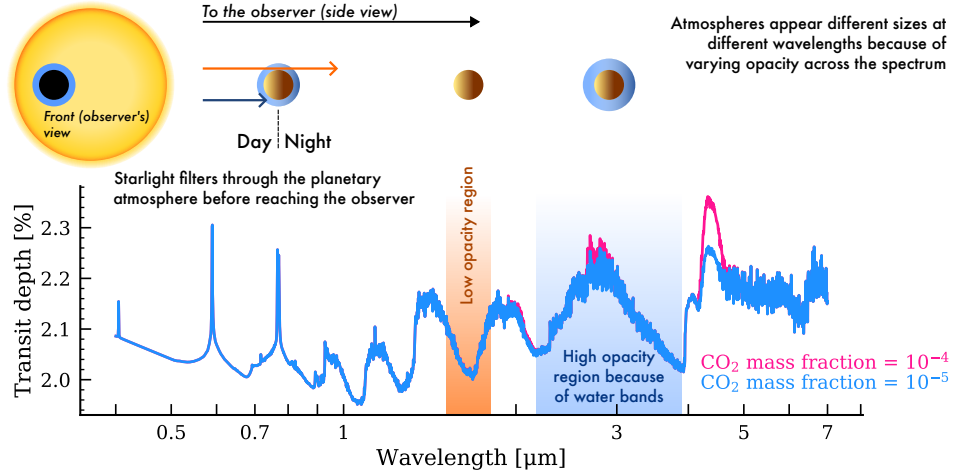 To the observer (side view)
Atmospheres appear different sizes at
different wavelengths because of
varying opacity across the spectrum
Front (observer's)
view
Day
Night
Starlight filters through the planetary
atmosphere before reaching the observer
Transit depth [%]
2.3
2.2
2.1
2.0
Low opacity region
High opacity
region because
of water bands
CO₂ mass fraction = 10⁻⁴
CO₂ mass fraction = 10⁻⁵
0.5
0.7
1
3
5
7
Wavelength [μm]